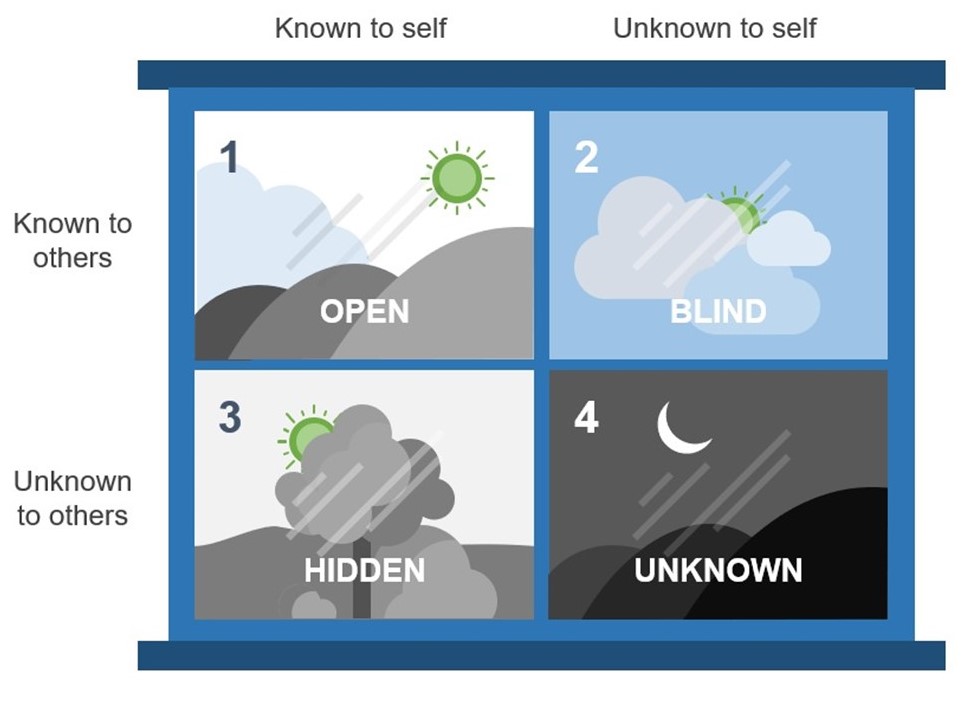 Known to self
Unknown to self
Known to
others
1
OPEN
2
BLIND
Unknown
to others
3
HIDDEN
4
UNKNOWN